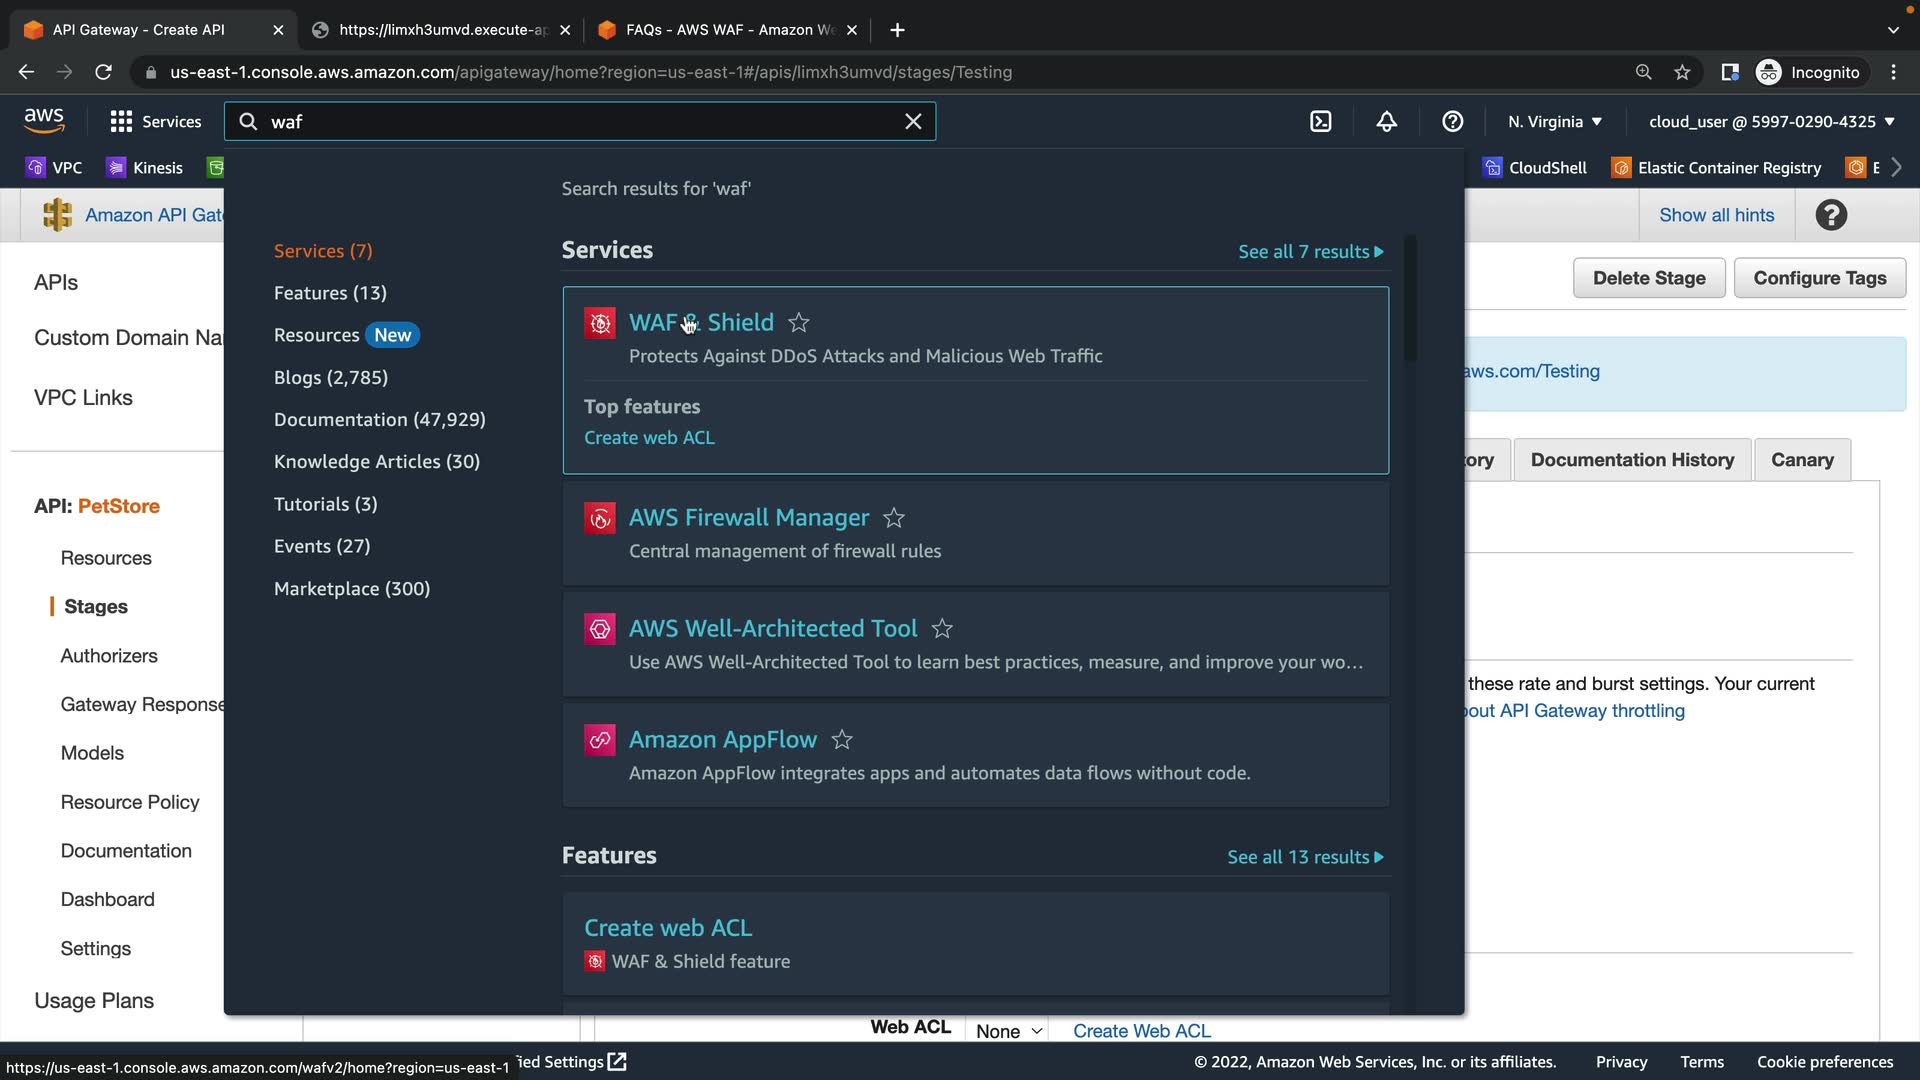 API Gateway - Create API
https://limxh3umvd.execute-ap
FAQs - AWS WAF - Amazon We
us-east-1.console.aws.amazon.com/apigateway/home?region=us-east-1#/apis/limxh3umvd/stages/Testing
Incognito
aws
Services
waf
N. Virginia
cloud_user @ 5997-0290-4325
VPC
Kinesis
CloudShell
Elastic Container Registry
E
Amazon API Gat
Show all hints
Search results for 'waf'
Services (7)
Features (13)
Resources New
Blogs (2,785)
Documentation (47,929)
Knowledge Articles (30)
Tutorials (3)
Events (27)
Marketplace (300)
Services
See all 7 results
WAF & Shield
Protects Against DDoS Attacks and Malicious Web Traffic
Top features
Create web ACL
AWS Firewall Manager
Central management of firewall rules
AWS Well-Architected Tool
Use AWS Well-Architected Tool to learn best practices, measure, and improve your wo...
Amazon AppFlow
Amazon AppFlow integrates apps and automates data flows without code.
Features
See all 13 results
Create web ACL
WAF & Shield feature
APIs
Custom Domain Na
VPC Links
API: PetStore
Resources
Stages
Authorizers
Gateway Response
Models
Resource Policy
Documentation
Dashboard
Settings
Usage Plans
Delete Stage
Configure Tags
aws.com/Testing
tory
Documentation History
Canary
these rate and burst settings. Your current
out API Gateway throttling
Web ACL
None
Create Web ACL
https://us-east-1.console.aws.amazon.com/wafv2/home?region=us-east-1
fied Settings
© 2022, Amazon Web Services, Inc. or its affiliates.
Privacy
Terms
Cookie preferences